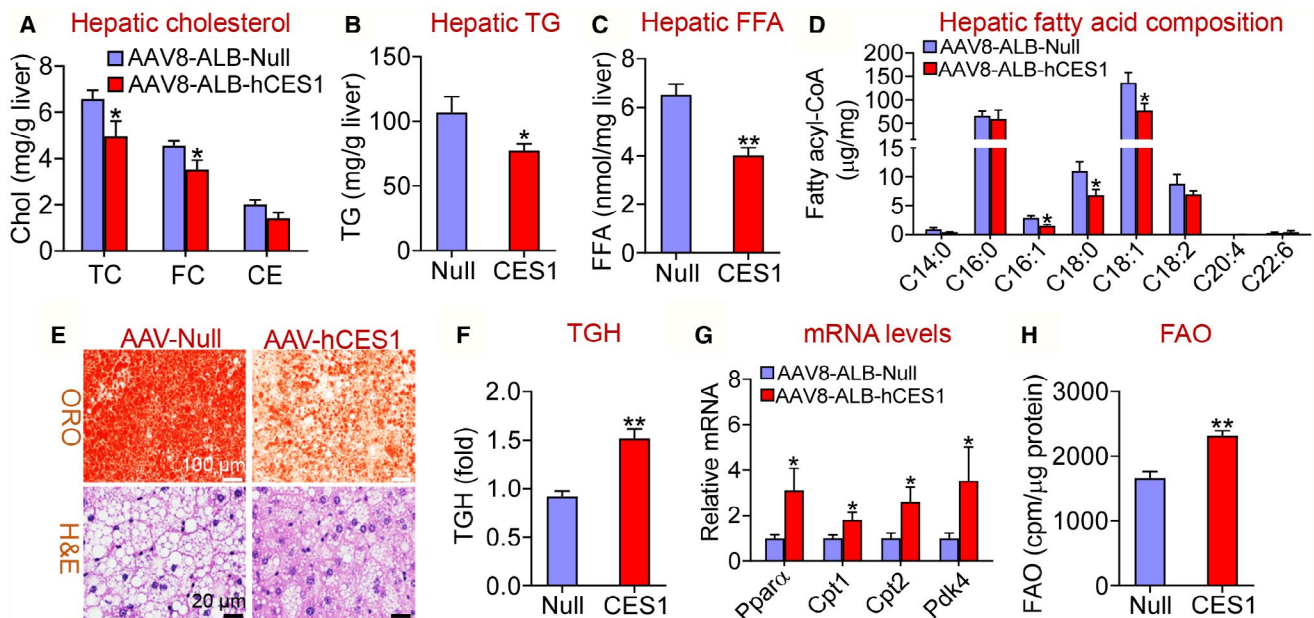 A Hepatic cholesterol
AAV8-ALB-Null
AAV8-ALB-hCES1
Chol (mg/g liver)
6
4
2
0
*
*
TC FC CE
B Hepatic TG
TG (mg/g liver)
150
100
50
0
*
Null CES1
C Hepatic FFA
FFA (nmol/mg liver)
8
6
4
2
0
**
Null CES1
D Hepatic fatty acid composition
AAV8-ALB-Null
AAV8-ALB-hCES1
Fatty acyl-CoA
(μg/mg)
200
150
100
50
15
10
5
0
*
*
*
C14:0 C16:0 C16:1 C18:0 C18:1 C18:2 C20:4 C22:6
E AAV-Null AAV-hCES1
ORO
100 μm
H&E
20 μm
F TGH
TGH (fold)
2.0
1.5
1.0
0.5
0.0
**
Null CES1
G mRNA levels
AAV8-ALB-Null
AAV8-ALB-hCES1
Relative mRNA
8
6
4
2
0
*
*
*
*
Pparα Cpt1 Cpt2 Pdk4
H FAO
FAO (cpm/μg protein)
3000
2000
1000
0
**
Null CES1